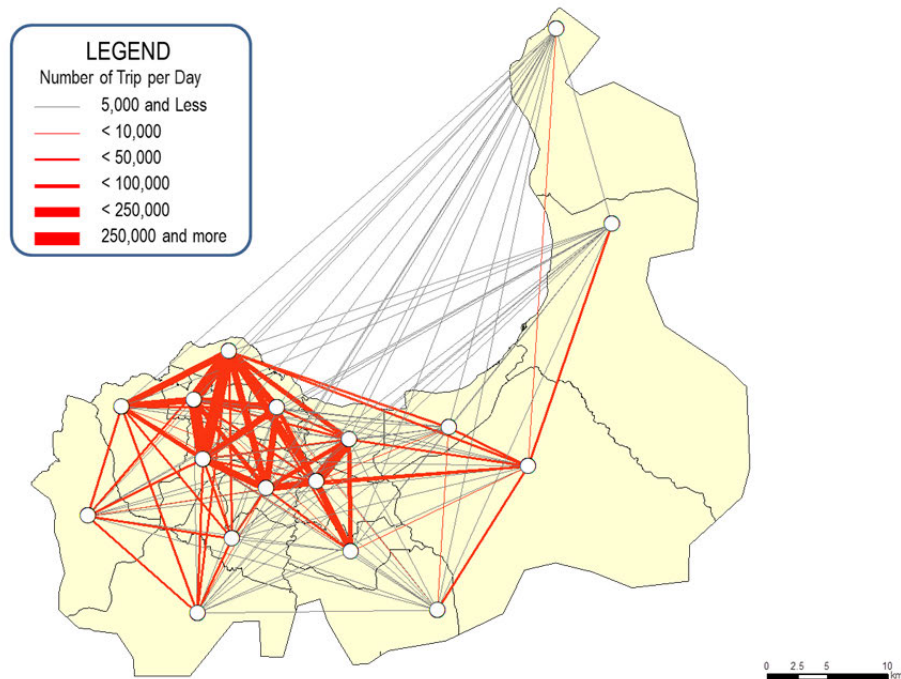 LEGEND
Number of Trip per Day
5,000 and Less
< 10,000
< 50,000
< 100,000
< 250,000
250,000 and more
0 2.5 5 10
km